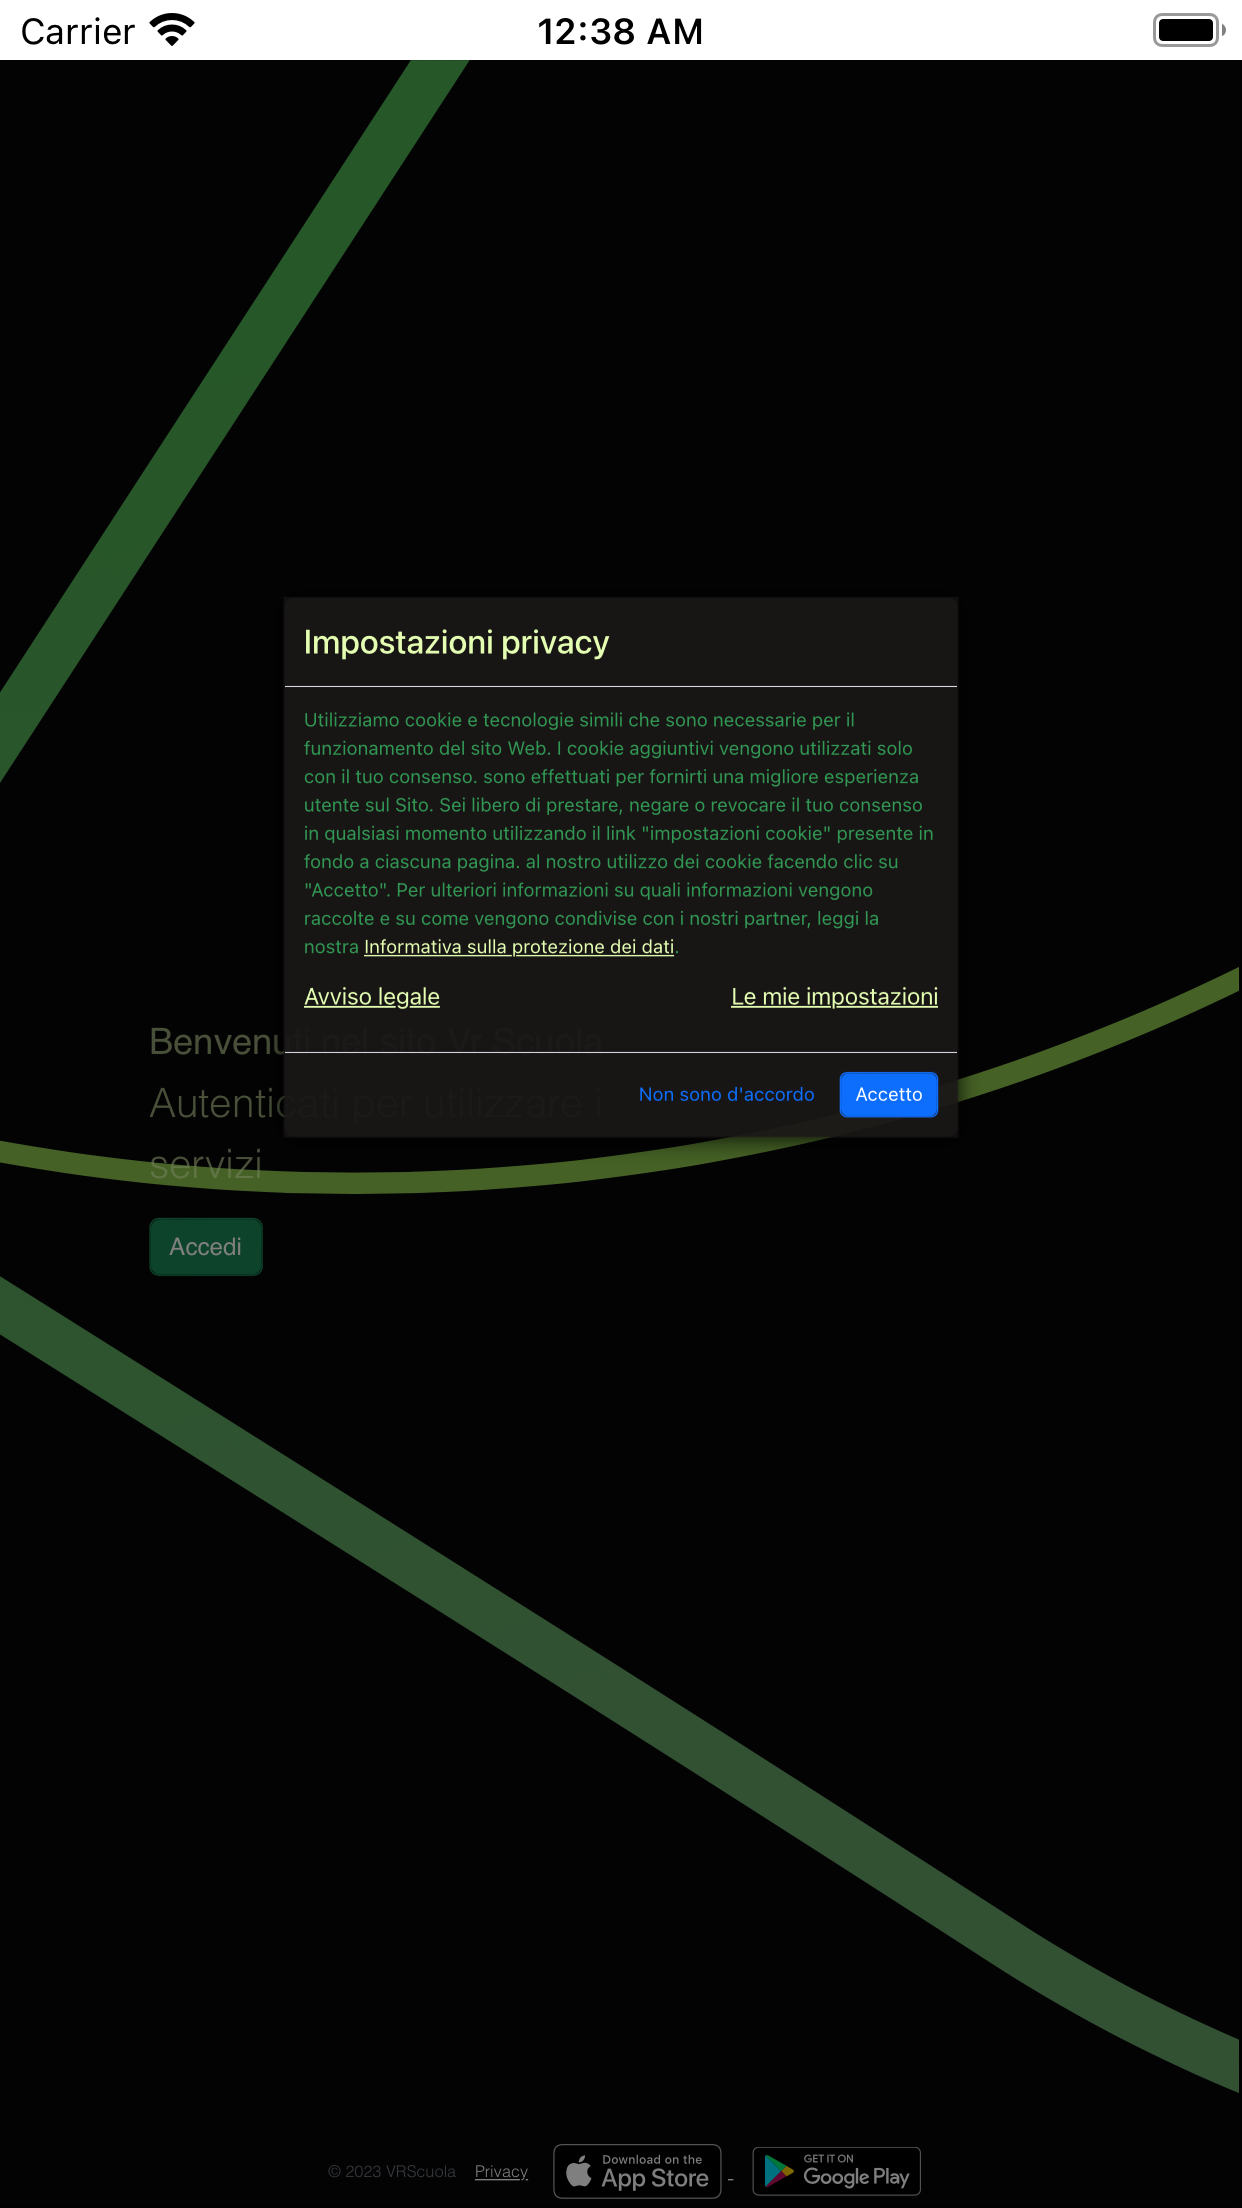 Carrier
12:38 AM
Impostazioni privacy
Utilizziamo cookie e tecnologie simili che sono necessarie per il
funzionamento del sito Web. I cookie aggiuntivi vengono utilizzati solo
con il tuo consenso. sono effettuati per fornirti una migliore esperienza
utente sul Sito. Sei libero di prestare, negare o revocare il tuo consenso
in qualsiasi momento utilizzando il link "impostazioni cookie" presente in
fondo a ciascuna pagina. al nostro utilizzo dei cookie facendo clic su
"Accetto". Per ulteriori informazioni su quali informazioni vengono
raccolte e su come vengono condivise con i nostri partner, leggi la
nostra Informativa sulla protezione dei dati.
Avviso legale
Le mie impostazioni
Non sono d'accordo
Accetto
Benvenuti nel sito Vr Scuola
Autenticati per utilizzare i
servizi
Accedi
© 2023 VRScuola
Privacy
Download on the
App Store
-
GET IT ON
Google Play